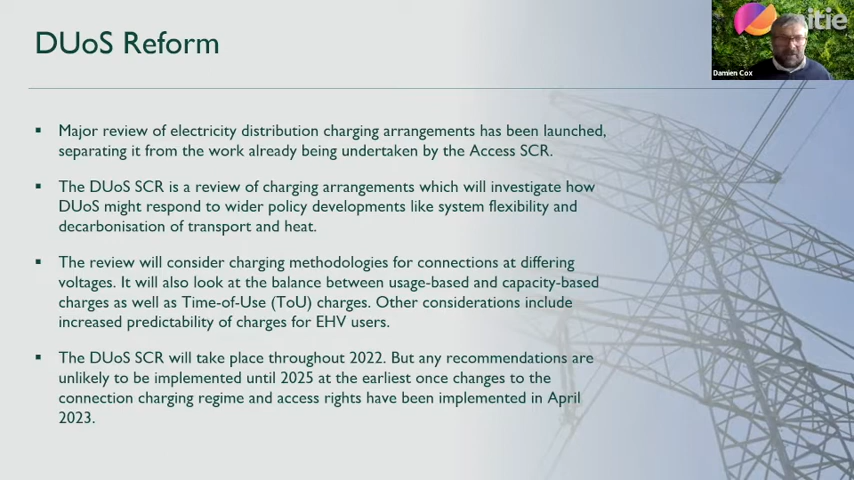 DUoS Reform
itie
Damien Cox
▪ Major review of electricity distribution charging arrangements has been launched,
separating it from the work already being undertaken by the Access SCR.
▪ The DUoS SCR is a review of charging arrangements which will investigate how
DUoS might respond to wider policy developments like system flexibility and
decarbonisation of transport and heat.
▪ The review will consider charging methodologies for connections at differing
voltages. It will also look at the balance between usage-based and capacity-based
charges as well as Time-of-Use (ToU) charges. Other considerations include
increased predictability of charges for EHV users.
▪ The DUoS SCR will take place throughout 2022. But any recommendations are
unlikely to be implemented until 2025 at the earliest once changes to the
connection charging regime and access rights have been implemented in April
2023.